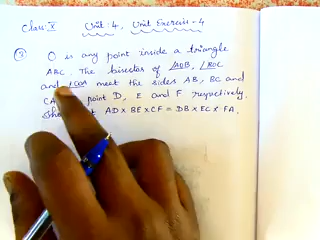 Class: X Unit: 4, Unit Exercise - 4
② O is any point inside a triangle
ABC. The bisector of ∠AOB, ∠BOC
and ∠COA meet the sides AB, BC and
CA point D, E and F respectively.
AD × BE × CF = DB × EC × FA.